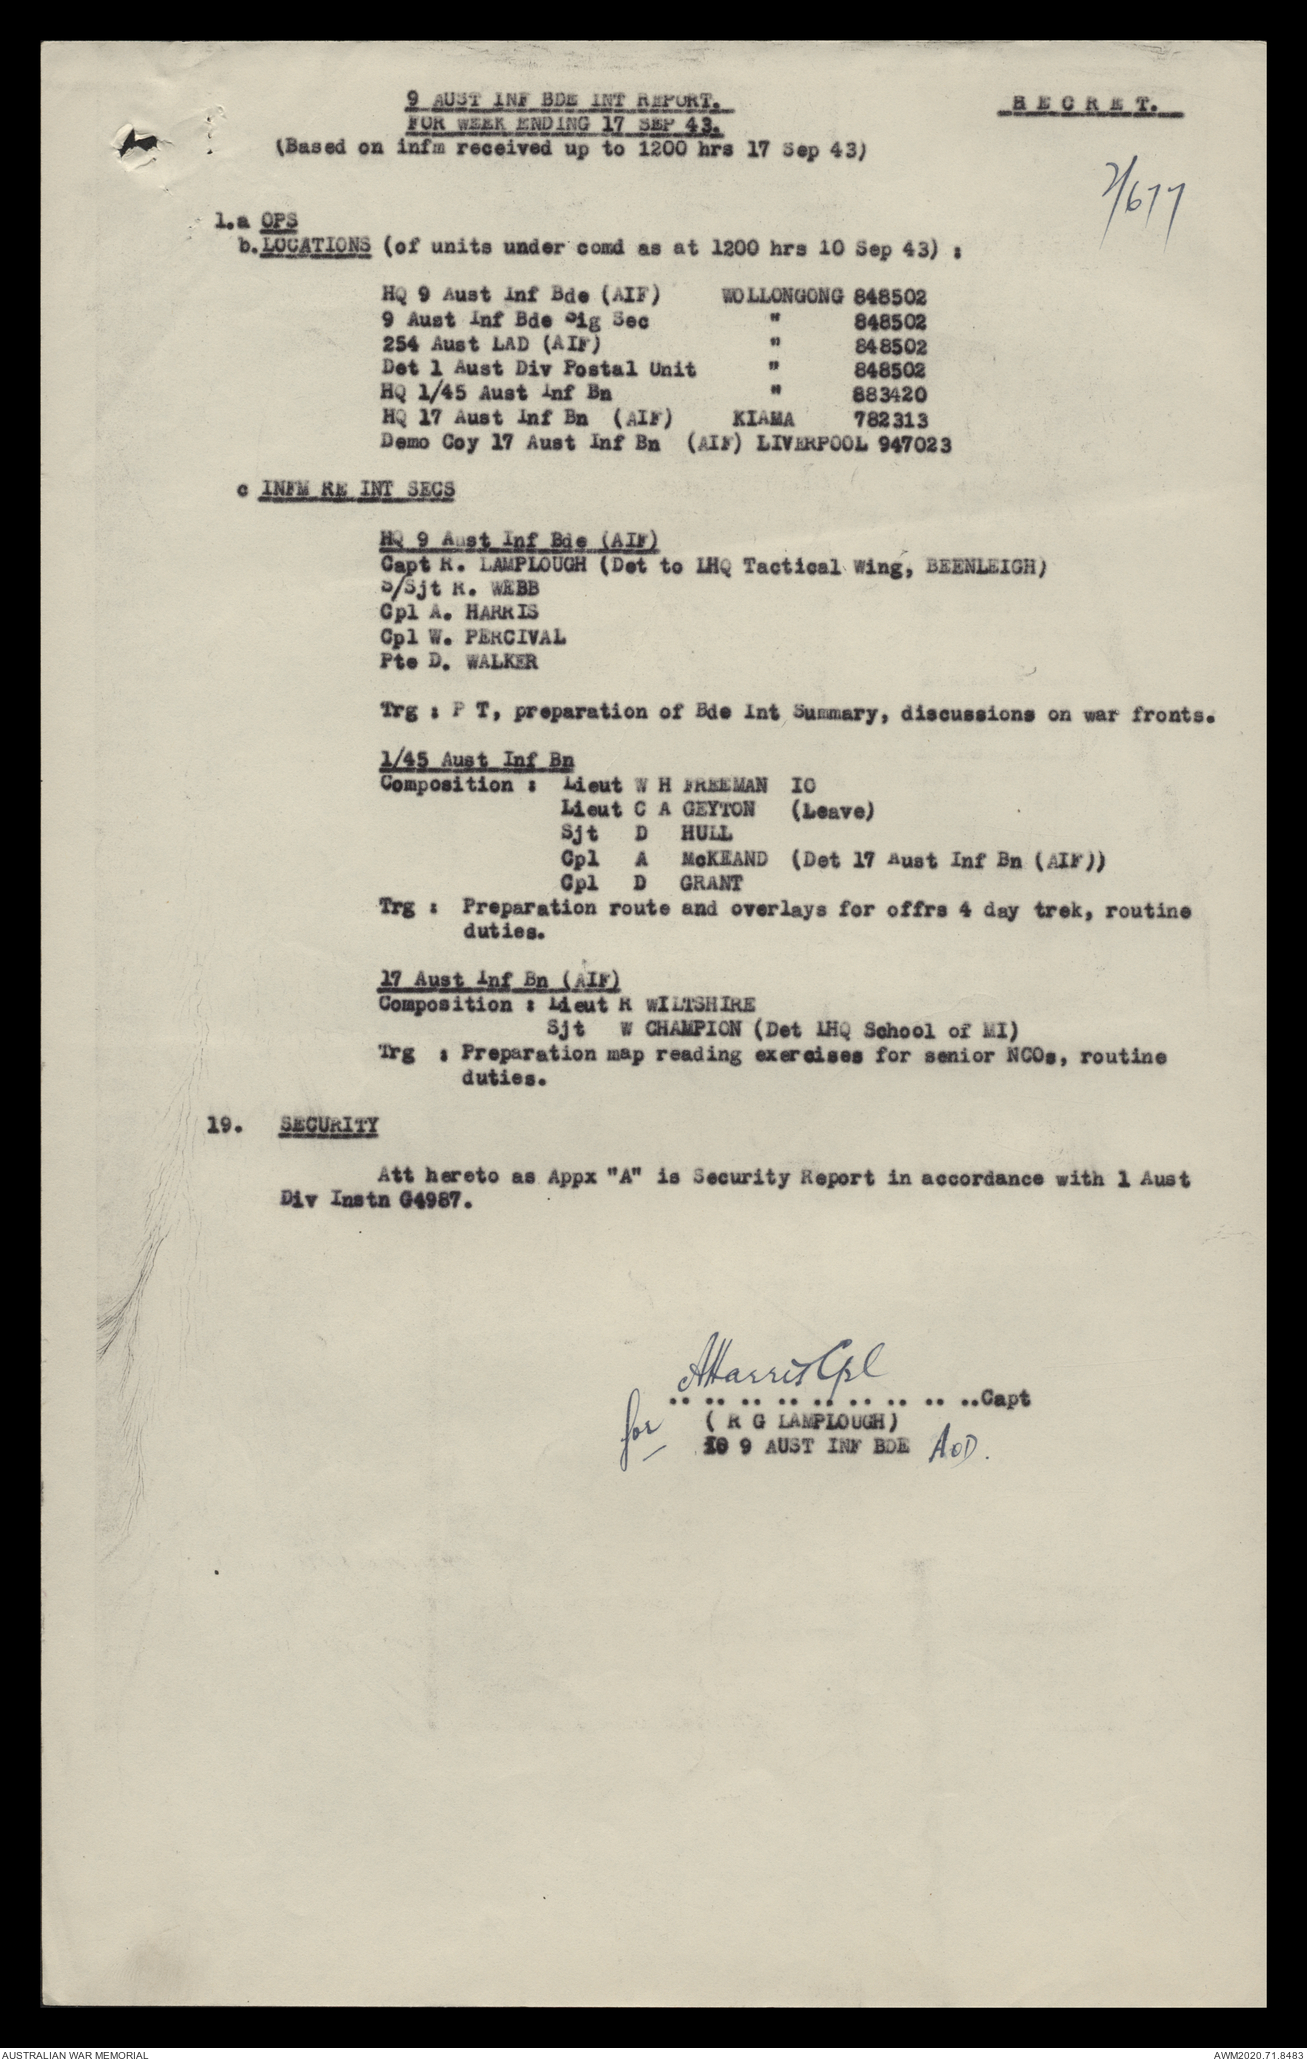 9 AUST INF BDE INT REPORT.
SECRET.
FOR WEEK ENDING 17 SEP 43.
(Based on infm received up to 1200 hrs 17 Sep 43)
2/677
1.a OPS
b. LOCATIONS (of units under comd as at 1200 hrs 10 Sep 43) :
HQ 9 Aust Inf Bde (AIF) WOLLONGONG 848502
9 Aust Inf Bde Sig Sec " 848502
254 Aust LAD (AIF) " 848502
Det 1 Aust Div Postal Unit " 848502
HQ 1/45 Aust Inf Bn " 883420
HQ 17 Aust Inf Bn (AIF) KIAMA 782313
Demo Coy 17 Aust Inf Bn (AIF) LIVERPOOL 947023
c INFM RE INT SECS
HQ 9 Aust Inf Bde (AIF)
Capt R. LAMPLOUGH (Det to LHQ Tactical Wing, BEENLEIGH)
S/Sjt R. WEBB
Cpl A. HARRIS
Cpl W. PERCIVAL
Pte D. WALKER
Trg : P T, preparation of Bde Int Summary, discussions on war fronts.
1/45 Aust Inf Bn
Composition : Lieut W H FREEMAN IO
Lieut C A GEYTON (Leave)
Sjt D HULL
Cpl A McKEAND (Det 17 Aust Inf Bn (AIF))
Cpl D GRANT
Trg : Preparation route and overlays for offrs 4 day trek, routine
duties.
17 Aust Inf Bn (AIF)
Composition : Lieut R WILTSHIRE
Sjt W CHAMPION (Det LHQ School of MI)
Trg : Preparation map reading exercises for senior NCOs, routine
duties.
19. SECURITY
Att hereto as Appx "A" is Security Report in accordance with 1 Aust
Div Instn G4987.
AHarris Cpl
.. .. .. .. .. .. .. .. ..Capt
for ( R G LAMPLOUGH)
IO 9 AUST INF BDE AOD.
AUSTRALIAN WAR MEMORIAL
AWM2020.71.8483